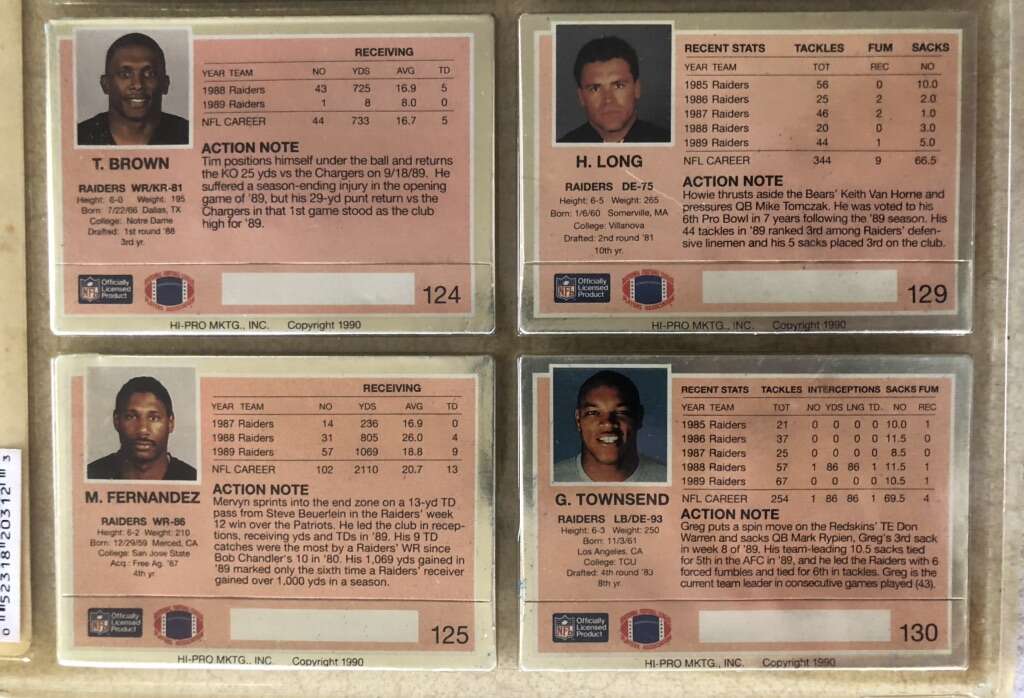 RECEIVING
YEAR TEAM NO YDS AVG TD
1988 Raiders 43 725 16.9 5
1989 Raiders 1 8 8.0 0
NFL CAREER 44 733 16.7 5
T. BROWN
RAIDERS WR/KR-81
Height: 6-0 Weight: 195
Born: 7/22/66 Dallas, TX
College: Notre Dame
Drafted: 1st round '88
3rd yr.
ACTION NOTE
Tim positions himself under the ball and returns
the KO 25 yds vs the Chargers on 9/18/89. He
suffered a season-ending injury in the opening
game of '89, but his 29-yd punt return vs the
Chargers in that 1st game stood as the club
high for '89.
NFL
Officially
Licensed
Product
124
HI-PRO MKTG., INC. Copyright 1990
RECENT STATS TACKLES FUM SACKS
YEAR TEAM TOT REC NO
1985 Raiders 56 0 10.0
1986 Raiders 25 2 2.0
1987 Raiders 46 2 1.0
1988 Raiders 20 0 3.0
1989 Raiders 44 1 5.0
NFL CAREER 344 9 66.5
H. LONG
RAIDERS DE-75
Height: 6-5 Weight: 265
Born: 1/6/60 Somerville, MA
College: Villanova
Drafted: 2nd round '81
10th yr.
ACTION NOTE
Howie thrusts aside the Bears' Keith Van Horne and
pressures QB Mike Tomczak. He was voted to his
6th Pro Bowl in 7 years following the '89 season. His
44 tackles in '89 ranked 3rd among Raiders' defen-
sive linemen and his 5 sacks placed 3rd on the club.
NFL
Officially
Licensed
Product
129
HI-PRO MKTG., INC. Copyright 1990
RECEIVING
YEAR TEAM NO YDS AVG TD
1987 Raiders 14 236 16.9 0
1988 Raiders 31 805 26.0 4
1989 Raiders 57 1069 18.8 9
NFL CAREER 102 2110 20.7 13
M. FERNANDEZ
RAIDERS WR-86
Height: 6-2 Weight: 210
Born: 12/29/59 Merced, CA
College: San Jose State
Acq.: Free Ag. '87
4th yr.
ACTION NOTE
Mervyn sprints into the end zone on a 13-yd TD
pass from Steve Beuerlein in the Raiders' week
12 win over the Patriots. He led the club in recep-
tions, receiving yds and TDs in '89. His 9 TD
catches were the most by a Raiders' WR since
Bob Chandler's 10 in '80. His 1,069 yds gained in
'89 marked only the sixth time a Raiders' receiver
gained over 1,000 yds in a season.
NFL
Officially
Licensed
Product
125
HI-PRO MKTG., INC. Copyright 1990
RECENT STATS TACKLES INTERCEPTIONS SACKS FUM
YEAR TEAM TOT NO YDS LNG TD. NO REC
1985 Raiders 21 0 0 0 0 10.0 1
1986 Raiders 37 0 0 0 0 11.5 0
1987 Raiders 25 0 0 0 0 8.5 0
1988 Raiders 57 1 86 86 1 11.5 1
1989 Raiders 67 0 0 0 0 10.5 1
NFL CAREER 254 1 86 86 1 69.5 4
G. TOWNSEND
RAIDERS LB/DE-93
Height: 6-3 Weight: 250
Born: 11/3/61
Los Angeles, CA
College: TCU
Drafted: 4th round '83
8th yr.
ACTION NOTE
Greg puts a spin move on the Redskins' TE Don
Warren and sacks QB Mark Rypien, Greg's 3rd sack
in week 8 of '89. His team-leading 10.5 sacks tied
for 5th in the AFC in '89, and he led the Raiders with 6
forced fumbles and tied for 6th in tackles. Greg is the
current team leader in consecutive games played (43).
NFL
Officially
Licensed
Product
130
HI-PRO MKTG., INC. Copyright 1990
0 52318 20312 3